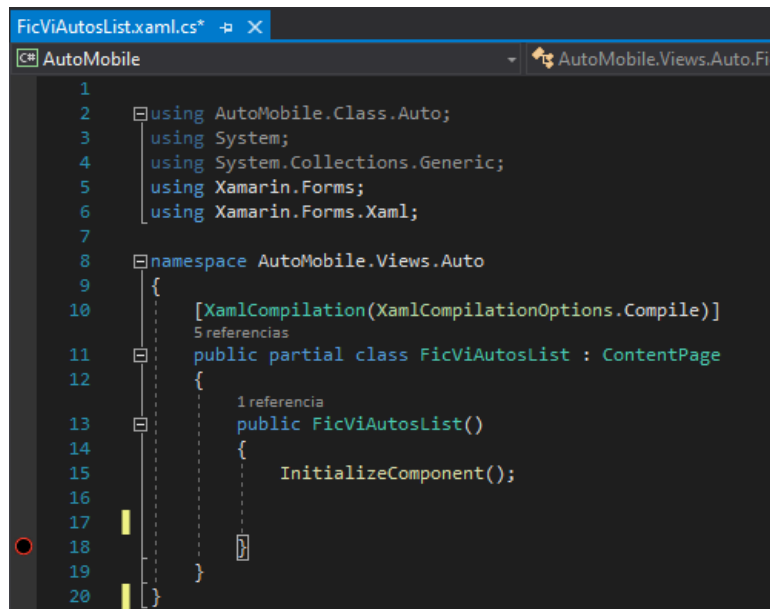 FicViAutosList.xaml.cs*
C# AutoMobile AutoMobile.Views.Auto.Fi
1
2 using AutoMobile.Class.Auto;
3 using System;
4 using System.Collections.Generic;
5 using Xamarin.Forms;
6 using Xamarin.Forms.Xaml;
7
8 namespace AutoMobile.Views.Auto
9 {
10 [XamlCompilation(XamlCompilationOptions.Compile)]
5 referencias
11 public partial class FicViAutosList : ContentPage
12 {
1 referencia
13 public FicViAutosList()
14 {
15 InitializeComponent();
16
17
18 }
19 }
20 }